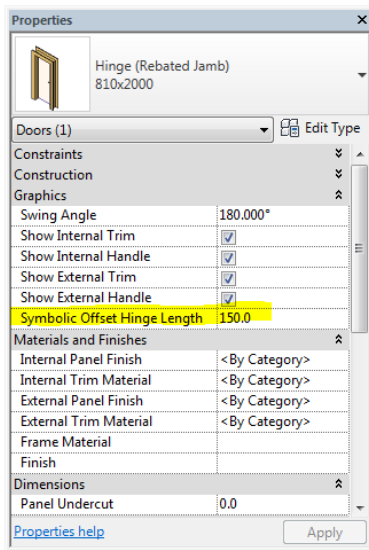 Properties
Hinge (Rebated Jamb)
810x2000
Doors (1) Edit Type
Constraints
Construction
Graphics
Swing Angle 180.000°
Show Internal Trim
Show Internal Handle
Show External Trim
Show External Handle
Symbolic Offset Hinge Length 150.0
Materials and Finishes
Internal Panel Finish <By Category>
Internal Trim Material <By Category>
External Panel Finish <By Category>
External Trim Material <By Category>
Frame Material
Finish
Dimensions
Panel Undercut 0.0
Properties help Apply